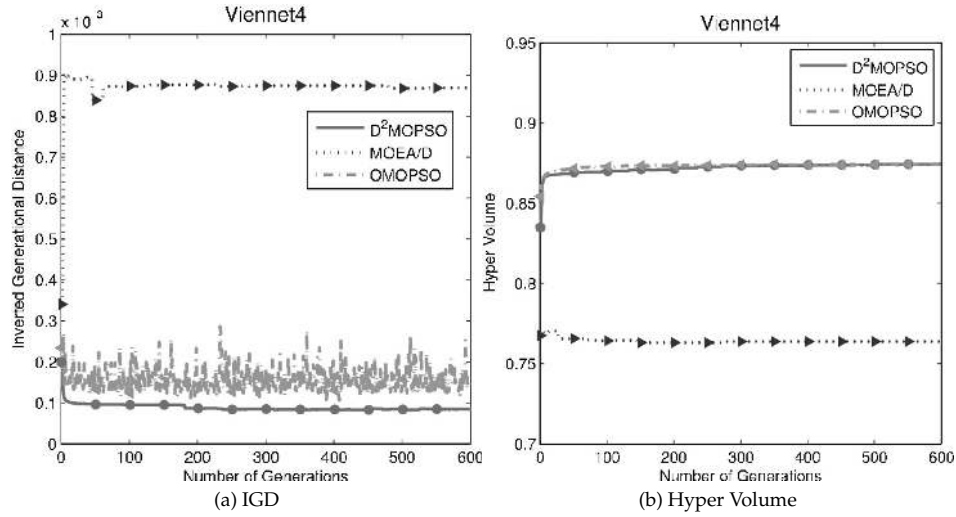 Viennet4
x 10⁻³
1
0.9
0.8
0.7
0.6
0.5
0.4
0.3
0.2
0.1
0
Inverted Generational Distance
D²MOPSO
MOEA/D
OMOPSO
0 100 200 300 400 500 600
Number of Generations
(a) IGD
Viennet4
0.95
0.9
0.85
0.8
0.75
0.7
Hyper Volume
D²MOPSO
MOEA/D
OMOPSO
0 100 200 300 400 500 600
Number of Generations
(b) Hyper Volume